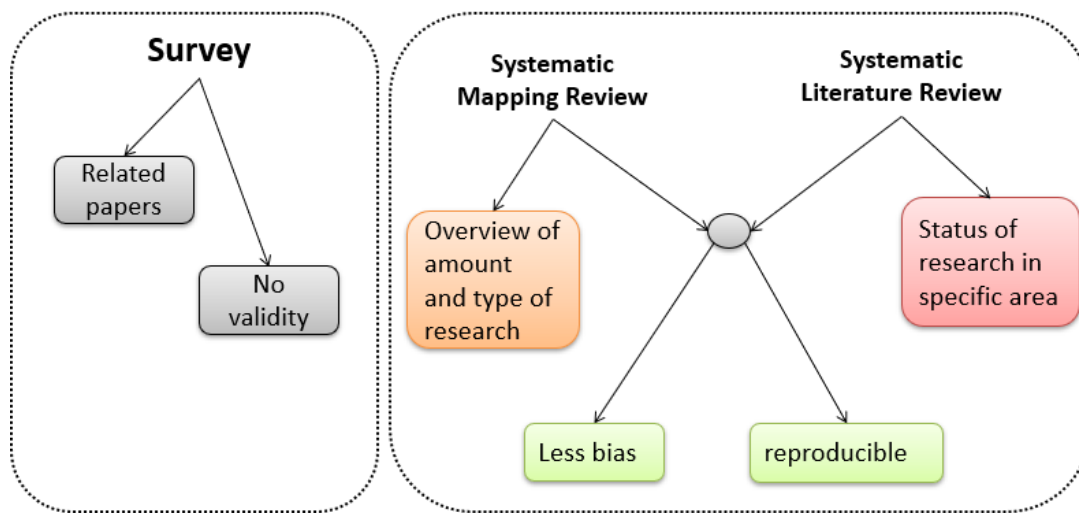 Survey
Related
papers
No
validity
Systematic
Mapping Review
Systematic
Literature Review
Overview of
amount
and type of
research
Status of
research in
specific area
Less bias
reproducible